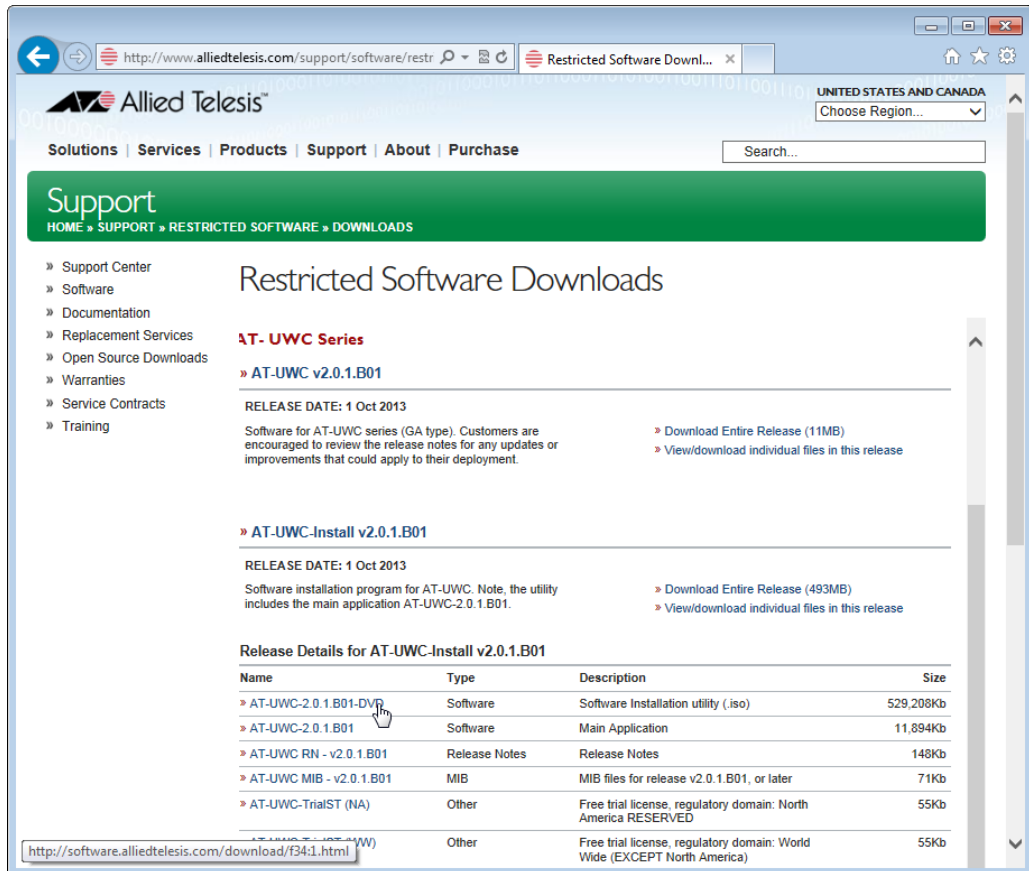 http://www.alliedtelesis.com/support/software/restr
Restricted Software Downl...
Allied Telesis™
UNITED STATES AND CANADA
Choose Region...
Solutions | Services | Products | Support | About | Purchase
Search...
Support
HOME » SUPPORT » RESTRICTED SOFTWARE » DOWNLOADS
» Support Center
» Software
» Documentation
» Replacement Services
» Open Source Downloads
» Warranties
» Service Contracts
» Training
Restricted Software Downloads
AT- UWC Series
» AT-UWC v2.0.1.B01
RELEASE DATE: 1 Oct 2013
Software for AT-UWC series (GA type). Customers are
encouraged to review the release notes for any updates or
improvements that could apply to their deployment.
» Download Entire Release (11MB)
» View/download individual files in this release
» AT-UWC-Install v2.0.1.B01
RELEASE DATE: 1 Oct 2013
Software installation program for AT-UWC. Note, the utility
includes the main application AT-UWC-2.0.1.B01.
» Download Entire Release (493MB)
» View/download individual files in this release
Release Details for AT-UWC-Install v2.0.1.B01
Name Type Description Size
» AT-UWC-2.0.1.B01-DVD Software Software Installation utility (.iso) 529,208Kb
» AT-UWC-2.0.1.B01 Software Main Application 11,894Kb
» AT-UWC RN - v2.0.1.B01 Release Notes Release Notes 148Kb
» AT-UWC MIB - v2.0.1.B01 MIB MIB files for release v2.0.1.B01, or later 71Kb
» AT-UWC-TrialST (NA) Other Free trial license, regulatory domain: North
America RESERVED 55Kb
Other Free trial license, regulatory domain: World
Wide (EXCEPT North America) 55Kb
http://software.alliedtelesis.com/download/f34:1.html